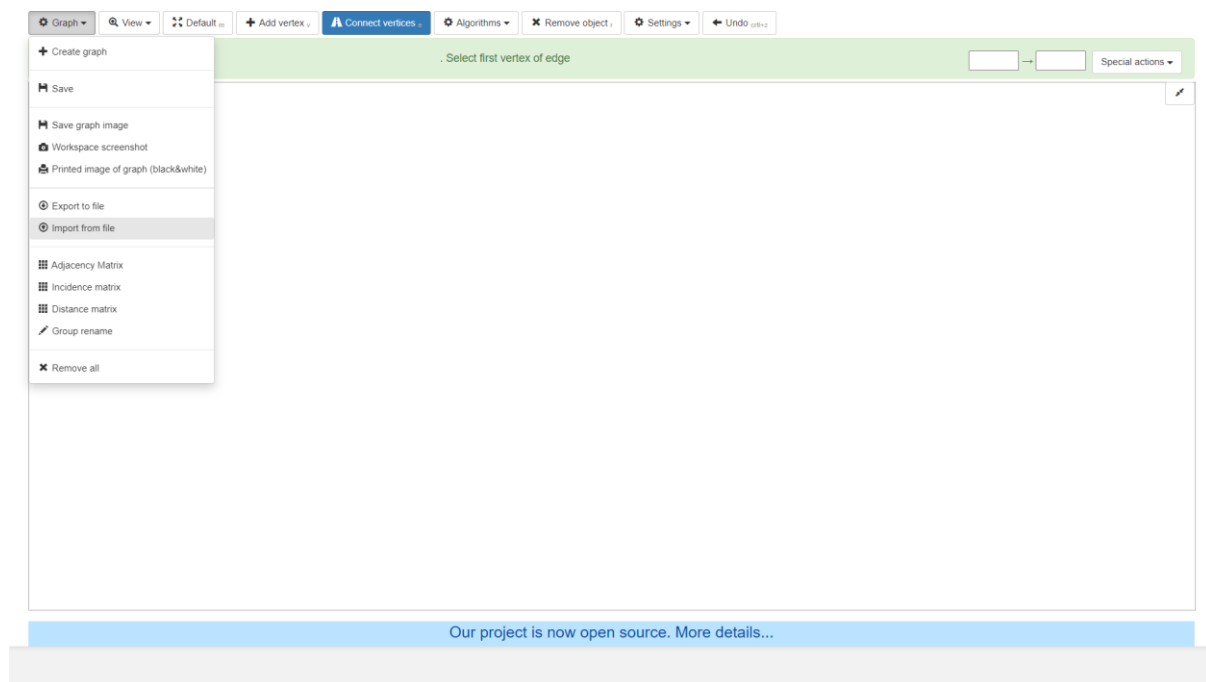 Graph View Default m Add vertex v Connect vertices Algorithms Remove object r Settings Undo ctrl+z
Create graph
. Select first vertex of edge
→
Special actions
Save
Save graph image
Workspace screenshot
Printed image of graph (black&white)
Export to file
Import from file
Adjacency Matrix
Incidence matrix
Distance matrix
Group rename
Remove all
Our project is now open source. More details...